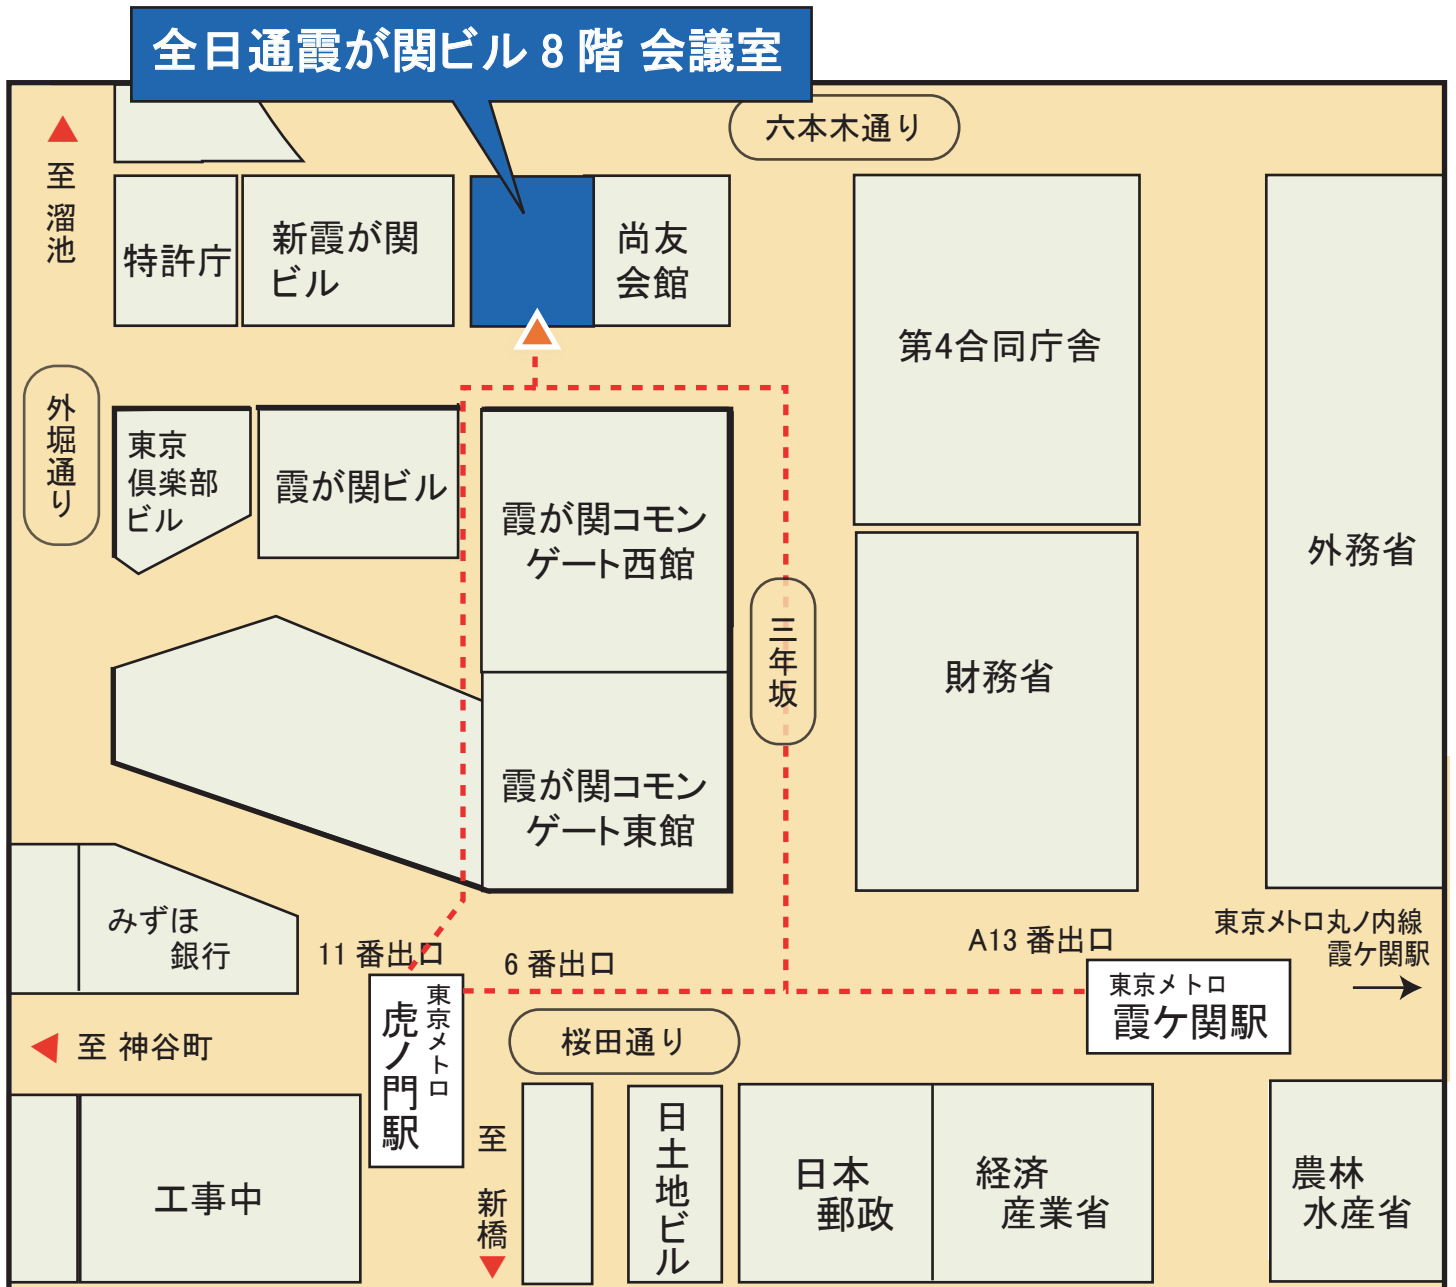 全日通霞が関ビル8階 会議室
六本木通り
至 溜池
特許庁
新霞が関
ビル
尚友
会館
第4合同庁舎
外堀通り
東京
倶楽部
ビル
霞が関ビル
霞が関コモン
ゲート西館
外務省
三年坂
財務省
霞が関コモン
ゲート東館
みずほ
銀行
11番出口
6番出口
A13番出口
東京メトロ丸ノ内線
霞ケ関駅
東京メトロ
虎ノ門駅
東京メトロ
霞ケ関駅
至 神谷町
桜田通り
至 新橋
工事中
日土地ビル
日本
郵政
経済
産業省
農林
水産省